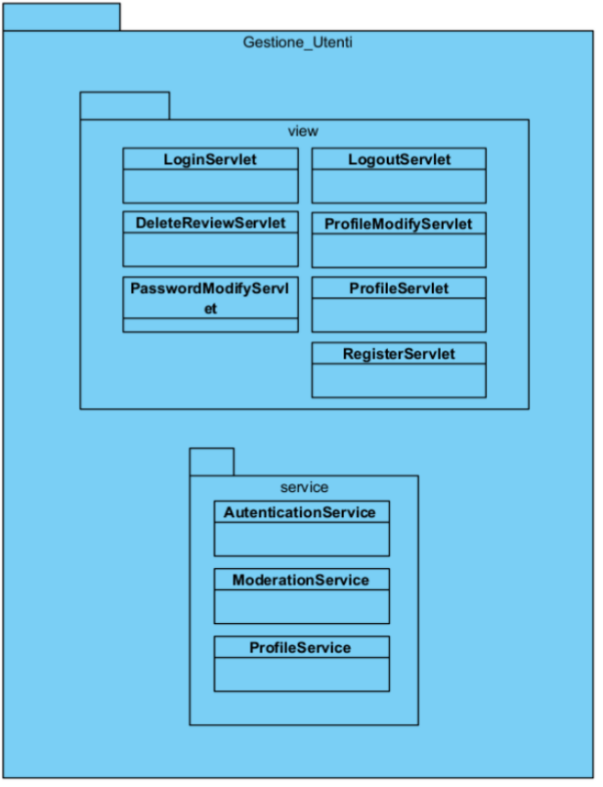 Gestione_Utenti
view
LoginServlet
LogoutServlet
DeleteReviewServlet
ProfileModifyServlet
PasswordModifyServl
et
ProfileServlet
RegisterServlet
service
AutenticationService
ModerationService
ProfileService